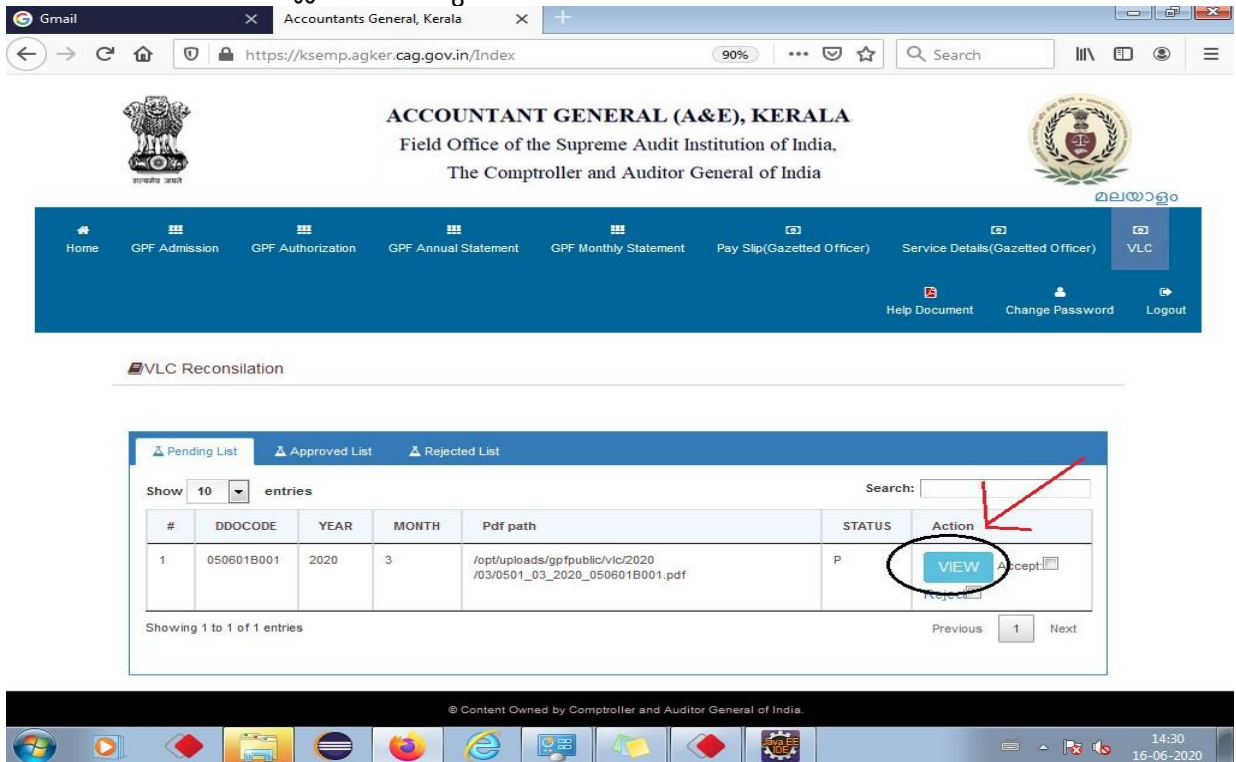 Gmail
Accountants General, Kerala
https://ksemp.agker.cag.gov.in/Index
90%
Search
ACCOUNTANT GENERAL (A&E), KERALA
Field Office of the Supreme Audit Institution of India,
The Comptroller and Auditor General of India
सत्यमेव जयते
മലയാളം
Home GPF Admission GPF Authorization GPF Annual Statement GPF Monthly Statement Pay Slip(Gazetted Officer) Service Details(Gazetted Officer) VLC
Help Document Change Password Logout
VLC Reconsilation
Pending List Approved List Rejected List
Show 10 entries Search:
# DDOCODE YEAR MONTH Pdf path STATUS Action
1 050601B001 2020 3 /opt/uploads/gpfpublic/vlc/2020 P VIEW Accept:
/03/0501_03_2020_050601B001.pdf
Reject
Showing 1 to 1 of 1 entries Previous 1 Next
© Content Owned by Comptroller and Auditor General of India.
Java EE
IDE
14:30
16-06-2020